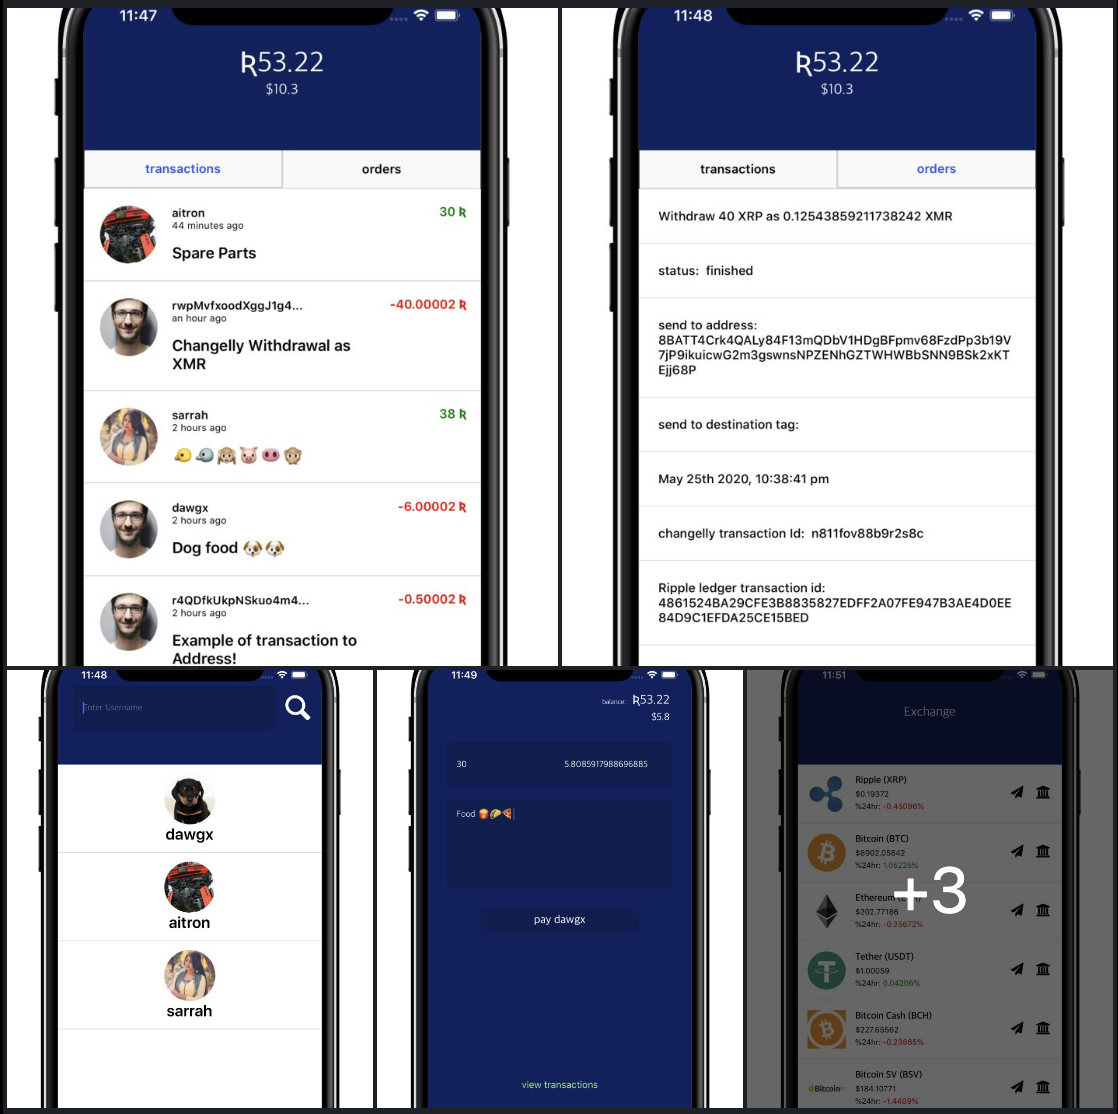 11:47
Ʀ53.22
$10.3
transactions orders
aitron 30 Ʀ
44 minutes ago
Spare Parts
rwpMvfxoodXggJ1g4... -40.00002 Ʀ
an hour ago
Changelly Withdrawal as
XMR
sarrah 38 Ʀ
2 hours ago
🐤🐦🙈🐷🐽🙊
dawgx -6.00002 Ʀ
2 hours ago
Dog food 🐶🐶
r4QDfkUkpNSkuo4m4... -0.50002 Ʀ
2 hours ago
Example of transaction to
Address!
11:48
Ʀ53.22
$10.3
transactions orders
Withdraw 40 XRP as 0.12543859211738242 XMR
status: finished
send to address:
8BATT4Crk4QALy84F13mQDbV1HDgBFpmv68FzdPp3b19V
7jP9ikuicwG2m3gswnsNPZENhGZTWHWBbSNN9BSk2xKT
Ejj68P
send to destination tag:
May 25th 2020, 10:38:41 pm
changelly transaction Id: n811fov88b9r2s8c
Ripple ledger transaction id:
4861524BA29CFE3B8835827EDFF2A07FE947B3AE4D0EE
84D9C1EFDA25CE15BED
11:48
Enter Username
dawgx
aitron
sarrah
11:49
balance: Ʀ53.22
$5.8
30 5.8085917988696885
Food 🍟🌮🍕
pay dawgx
view transactions
11:51
Exchange
Ripple (XRP)
$0.19372
%24hr: -0.45096%
Bitcoin (BTC)
$8902.05842
%24hr: 1.05225%
Ethereum
$202.77186
%24hr: -0.35672%
+3
Tether (USDT)
$1.00059
%24hr: 0.04206%
Bitcoin Cash (BCH)
$227.65562
%24hr: -0.23665%
Bitcoin
Bitcoin SV (BSV)
$184.10771
%24hr: -1.4489%